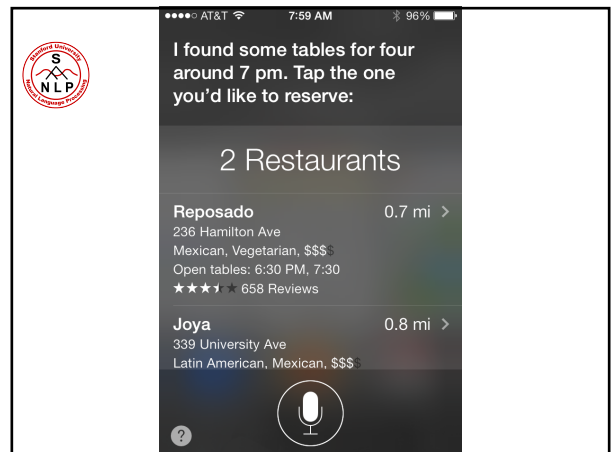 Stanford University
S
N L P
Natural Language Processing
AT&T 7:59 AM 96%
I found some tables for four
around 7 pm. Tap the one
you’d like to reserve:
2 Restaurants
Reposado 0.7 mi >
236 Hamilton Ave
Mexican, Vegetarian, $$$$
Open tables: 6:30 PM, 7:30
658 Reviews
Joya 0.8 mi >
339 University Ave
Latin American, Mexican, $$$$
?